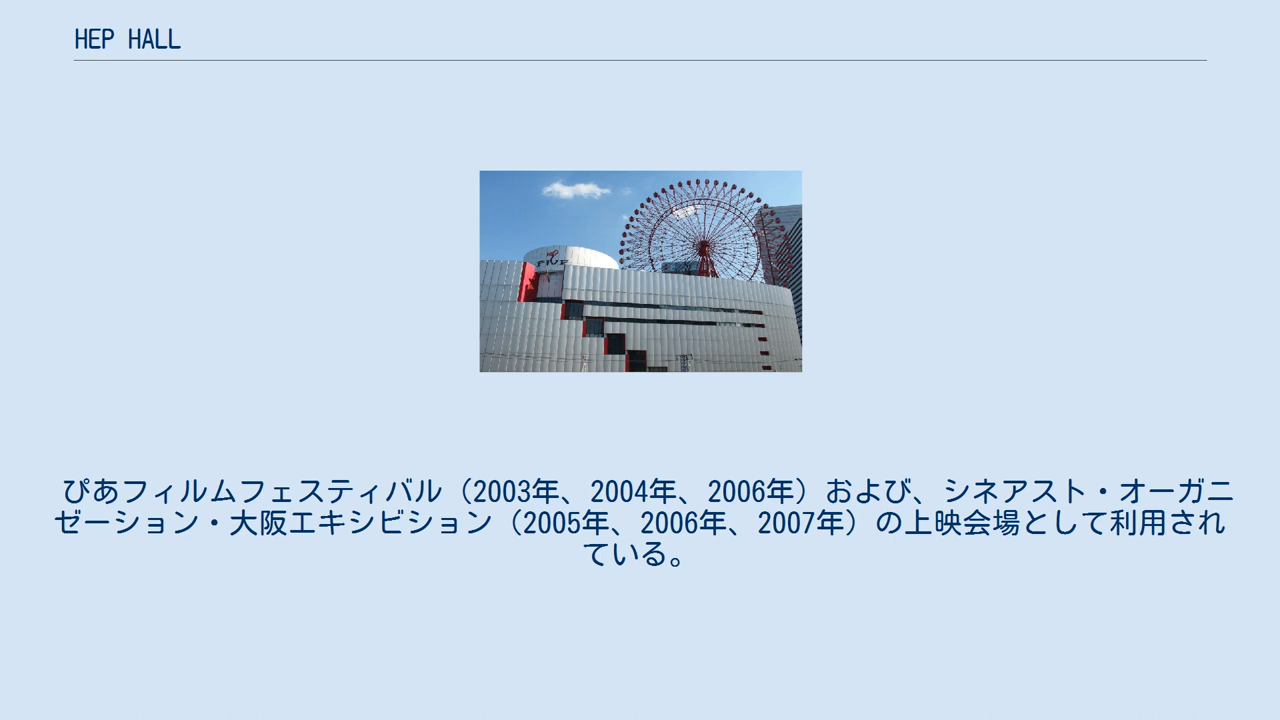 HEP HALL
HEP
FIVE
ぴあフィルムフェスティバル（2003年、2004年、2006年）および、シネアスト・オーガニ
ゼーション・大阪エキシビション（2005年、2006年、2007年）の上映会場として利用され
ている。